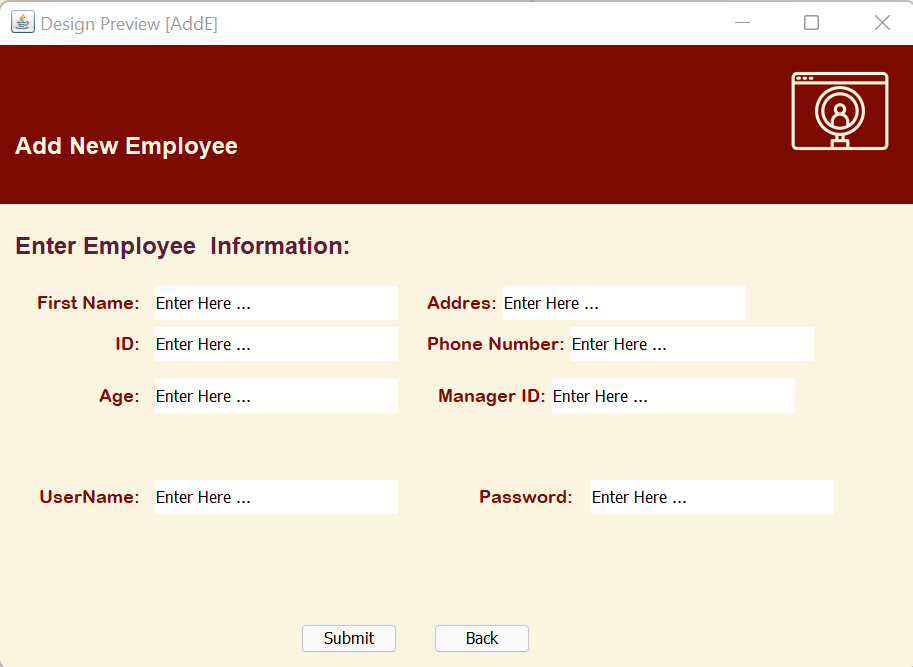 Design Preview [AddE]
Add New Employee
Enter Employee  Information:
First Name: Enter Here ... Addres: Enter Here ...
ID: Enter Here ... Phone Number: Enter Here ...
Age: Enter Here ... Manager ID: Enter Here ...
UserName: Enter Here ... Password: Enter Here ...
Submit Back